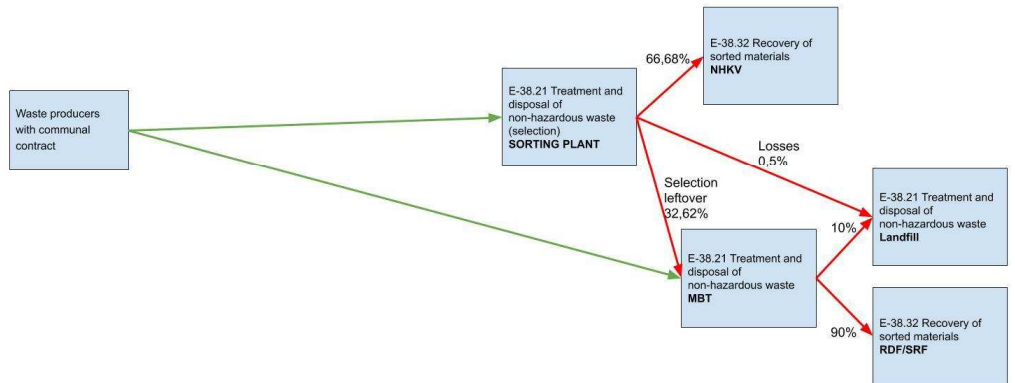 E-38.32 Recovery of
sorted materials
NHKV
66,68%
E-38.21 Treatment and
disposal of
non-hazardous waste
(selection)
SORTING PLANT
Waste producers
with communal
contract
Losses
0,5%
Selection
leftover
32,62%
E-38.21 Treatment and
disposal of
non-hazardous waste
Landfill
10%
E-38.21 Treatment and
disposal of
non-hazardous waste
MBT
90%
E-38.32 Recovery of
sorted materials
RDF/SRF